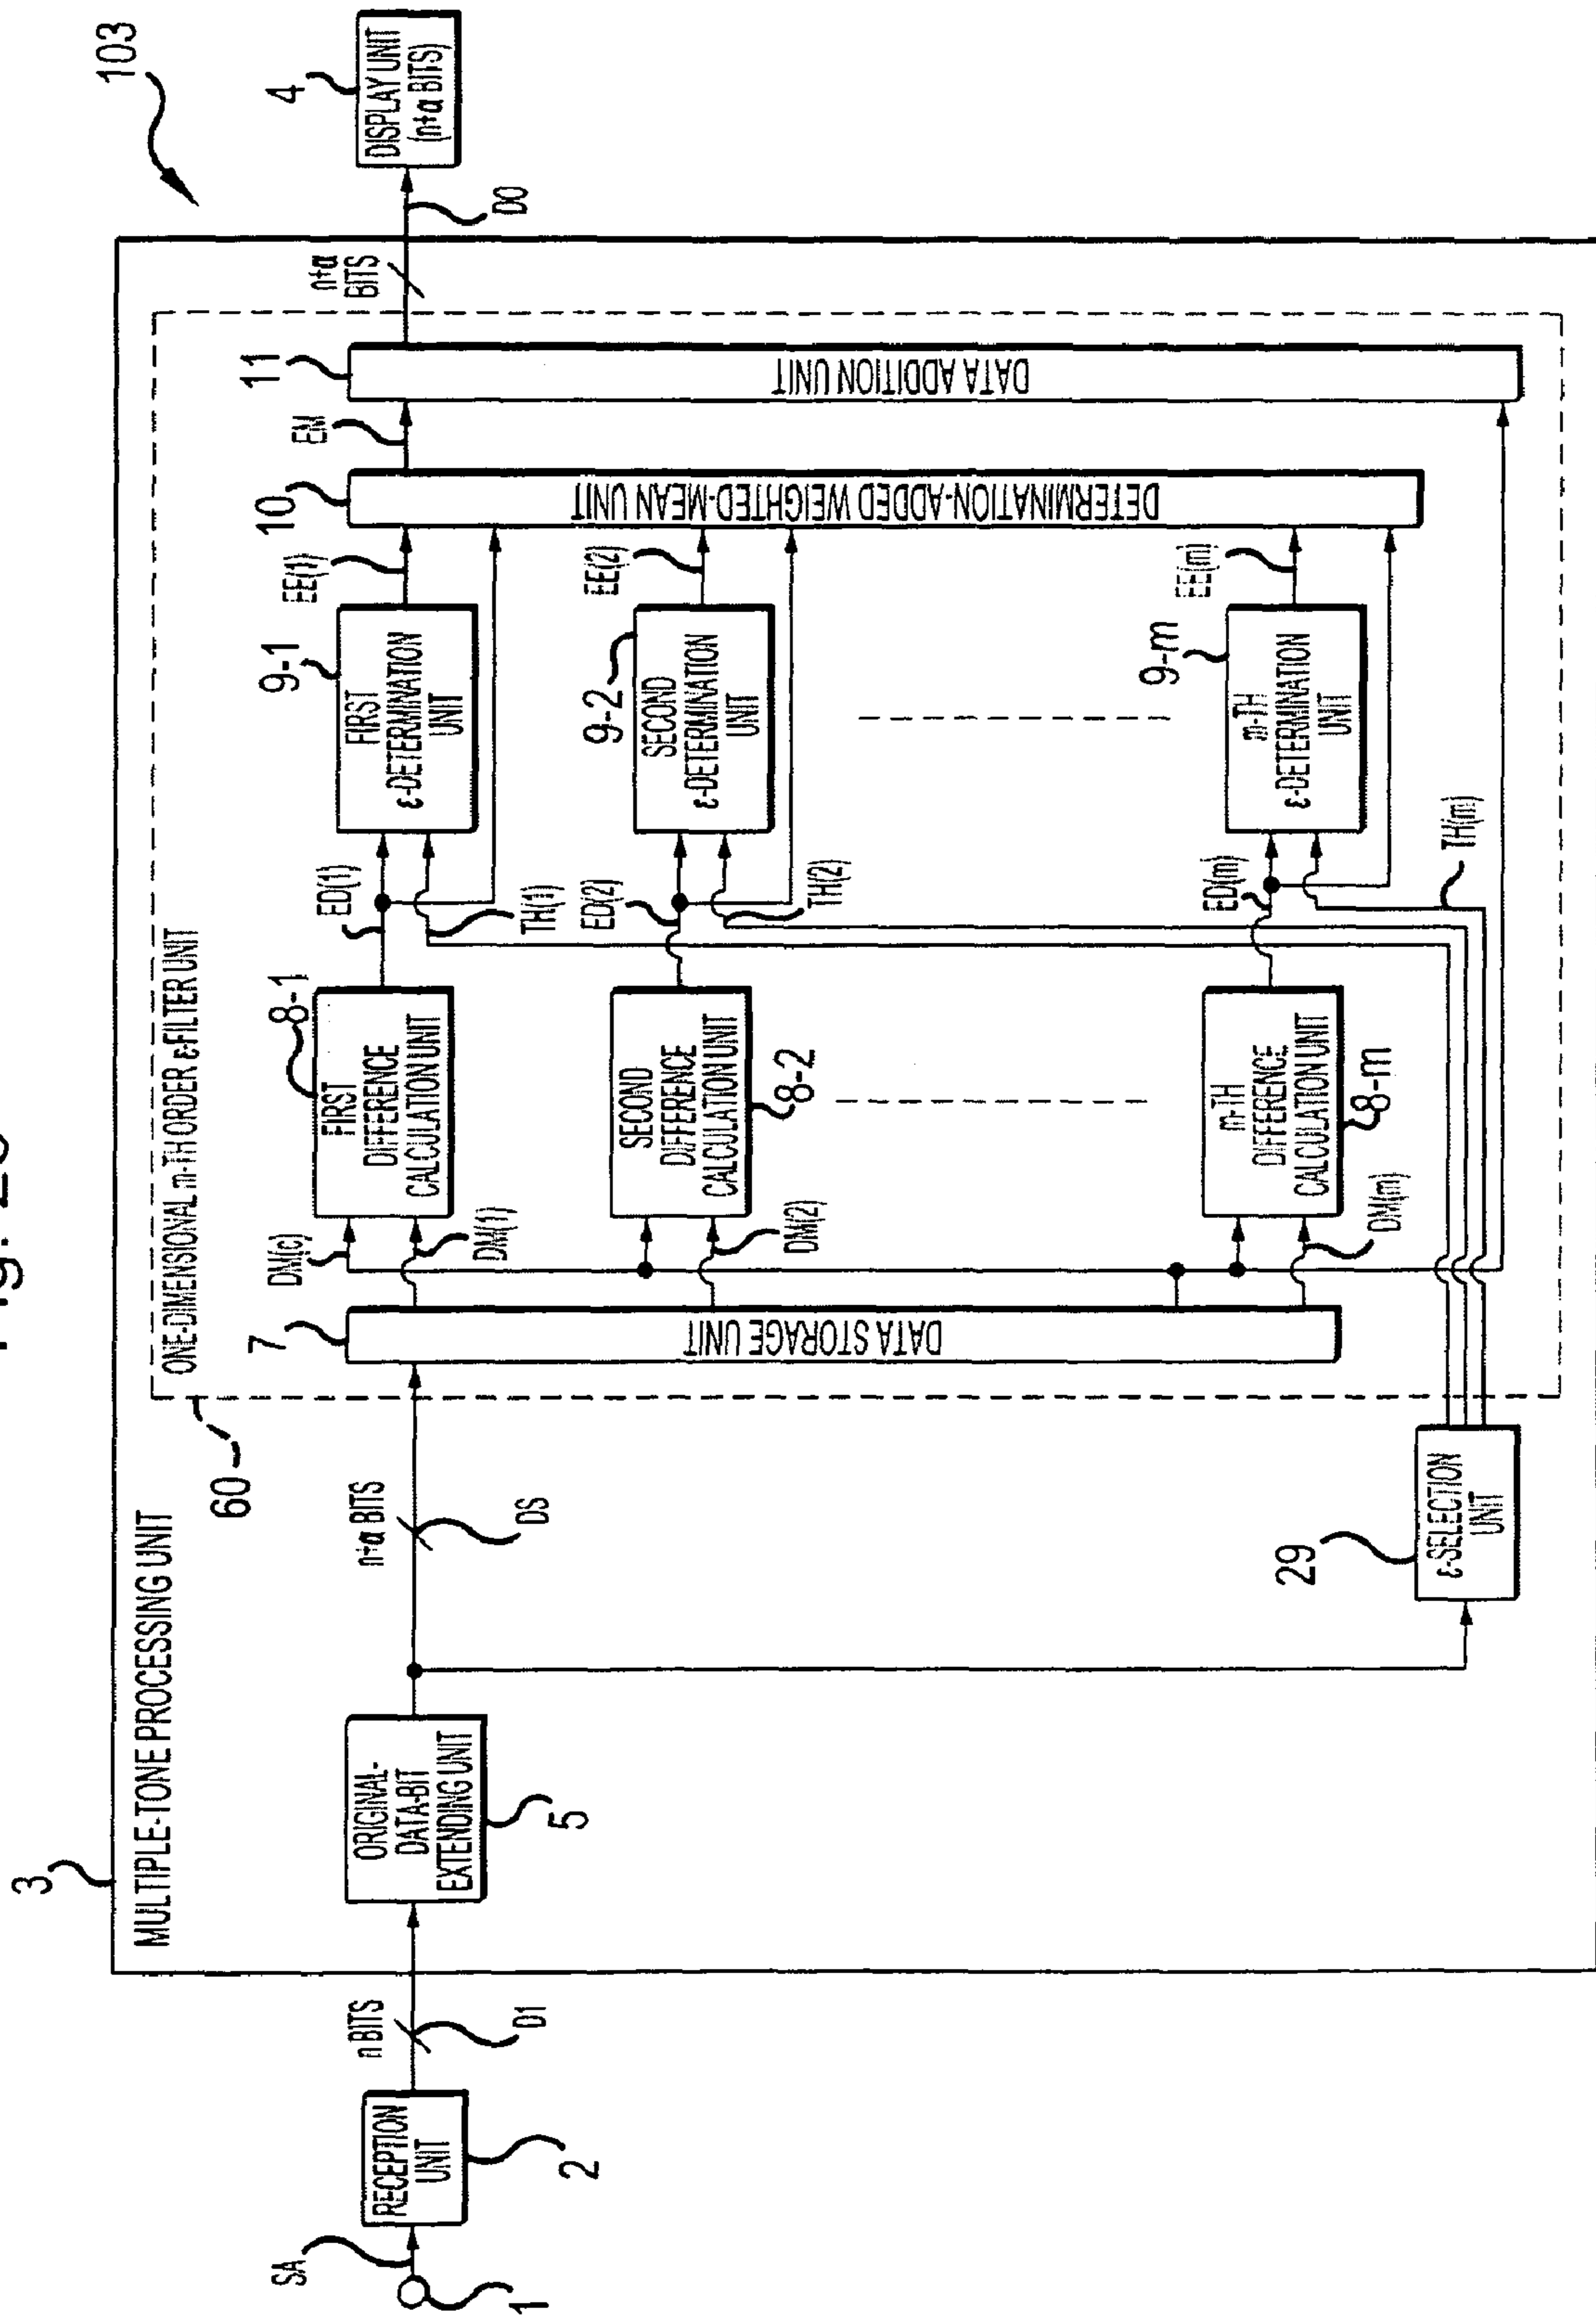 103
3
MULTIPLE-TONE PROCESSING UNIT
60
ONE-DIMENSIONAL m-TH ORDER ε-FILTER UNIT
SA
1
RECEPTION
UNIT
2
n BITS
D1
ORIGINAL-
DATA-BIT
EXTENDING UNIT
5
n+α BITS
DS
ε-SELECTION
UNIT
29
7
DATA STORAGE UNIT
DM(c)
DM(1)
DM(2)
DM(m)
8-1
FIRST
DIFFERENCE
CALCULATION UNIT
SECOND
DIFFERENCE
CALCULATION UNIT
8-2
m-TH
DIFFERENCE
CALCULATION UNIT
8-m
ED(1)
TH(1)
ED(2)
TH(2)
ED(m)
TH(m)
9-1
FIRST
ε-DETERMINATION
UNIT
9-2
SECOND
ε-DETERMINATION
UNIT
9-m
m-TH
ε-DETERMINATION
UNIT
EE(1)
EE(2)
EE(m)
10
DETERMINATION-ADDED WEIGHTED-MEAN UNIT
EM
11
DATA ADDITION UNIT
n+α
BITS
DO
4
DISPLAY UNIT
(n+α BITS)